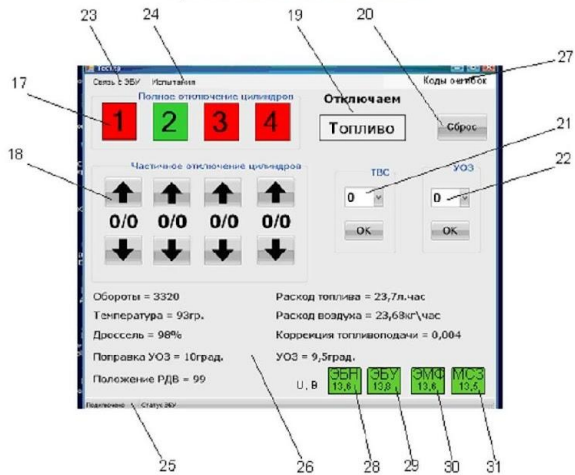 23 24 19 20
27
Тестер
Связь с ЭБУ Испытания Коды ошибок
Полное отключение цилиндров
Отключаем
17
1 2 3 4
Топливо
Сброс
21
18
Частичное отключение цилиндров
ТВС
УОЗ
22
0/0 0/0 0/0 0/0
0
0
OK
OK
Обороты = 3320
Расход топлива = 23,7л.час
Температура = 93гр.
Расход воздуха = 23,68кг\час
Дроссель = 98%
Коррекция топливоподачи = 0,004
Поправка УОЗ = 10град.
УОЗ = 9,5град.
Положение РДВ = 99
U , В
ЭБН ЭБУ ЭМФ МСЗ
13,6 13,8 13,6 13,5
Подключено Статус ЭБУ
25 26 28 29 30 31